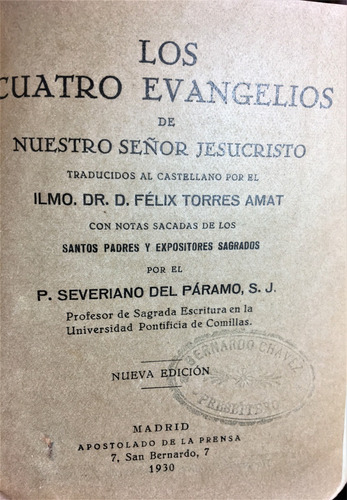 LOS
CUATRO EVANGELIOS
DE
NUESTRO SEÑOR JESUCRISTO
TRADUCIDOS AL CASTELLANO POR EL
ILMO. DR. D. FÉLIX TORRES AMAT
CON NOTAS SACADAS DE LOS
SANTOS PADRES Y EXPOSITORES SAGRADOS
POR EL
P. SEVERIANO DEL PÁRAMO, S. J.
Profesor de Sagrada Escritura en la
Universidad Pontificia de Comillas.
NUEVA EDICIÓN
BERNARDO CHAVEZ
PRESBITERO
MADRID
APOSTOLADO DE LA PRENSA
7, San Bernardo, 7
1930